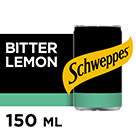 BITTER
LEMON
Schweppes
150 ML